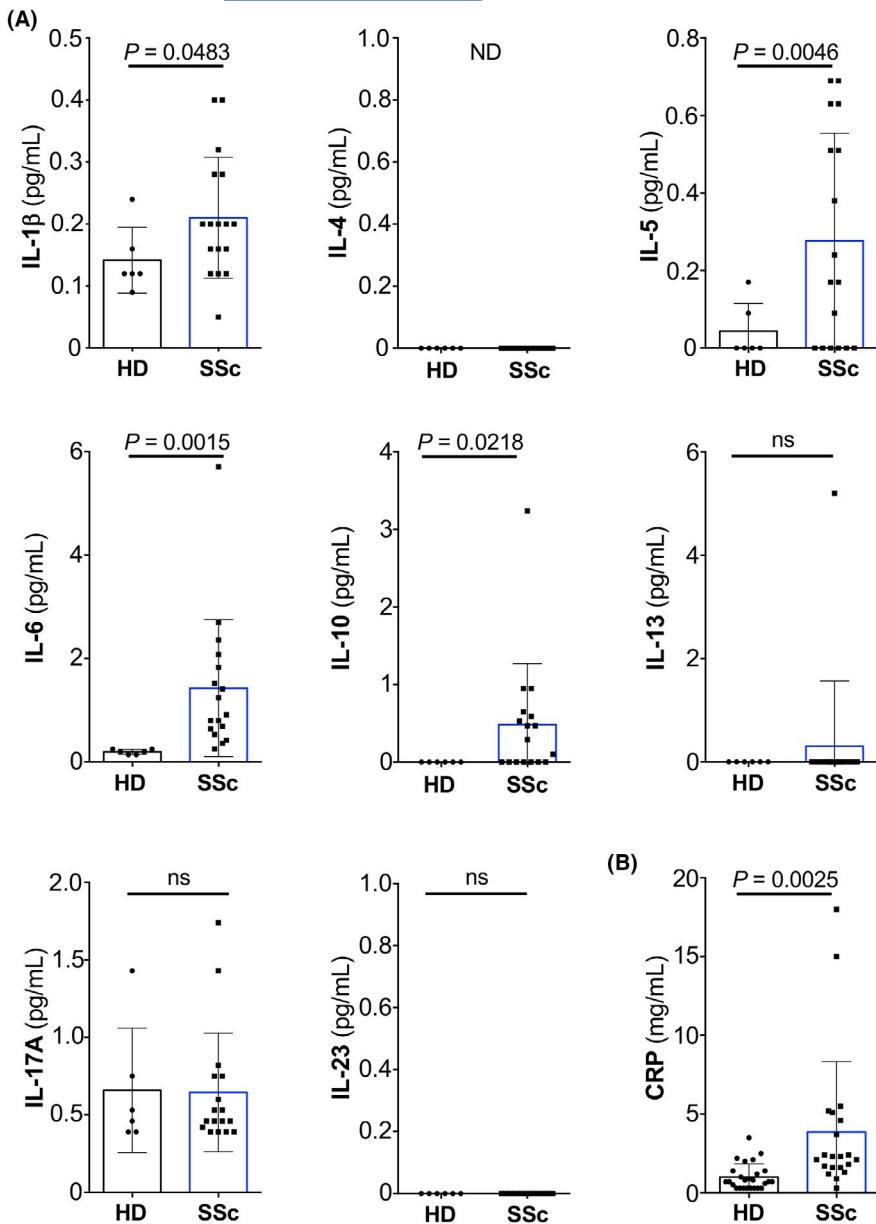 (A)
P = 0.0483
IL-1β (pg/mL)
0.5
0.4
0.3
0.2
0.1
0
HD SSc
ND
IL-4 (pg/mL)
1.0
0.8
0.6
0.4
0.2
0
HD SSc
P = 0.0046
IL-5 (pg/mL)
0.8
0.6
0.4
0.2
0
HD SSc
P = 0.0015
IL-6 (pg/mL)
6
4
2
0
HD SSc
P = 0.0218
IL-10 (pg/mL)
4
3
2
1
0
HD SSc
ns
IL-13 (pg/mL)
6
4
2
0
HD SSc
ns
IL-17A (pg/mL)
2.0
1.5
1.0
0.5
0
HD SSc
ns
IL-23 (pg/mL)
1.0
0.8
0.6
0.4
0.2
0
HD SSc
(B)
P = 0.0025
CRP (mg/mL)
20
15
10
5
0
HD SSc